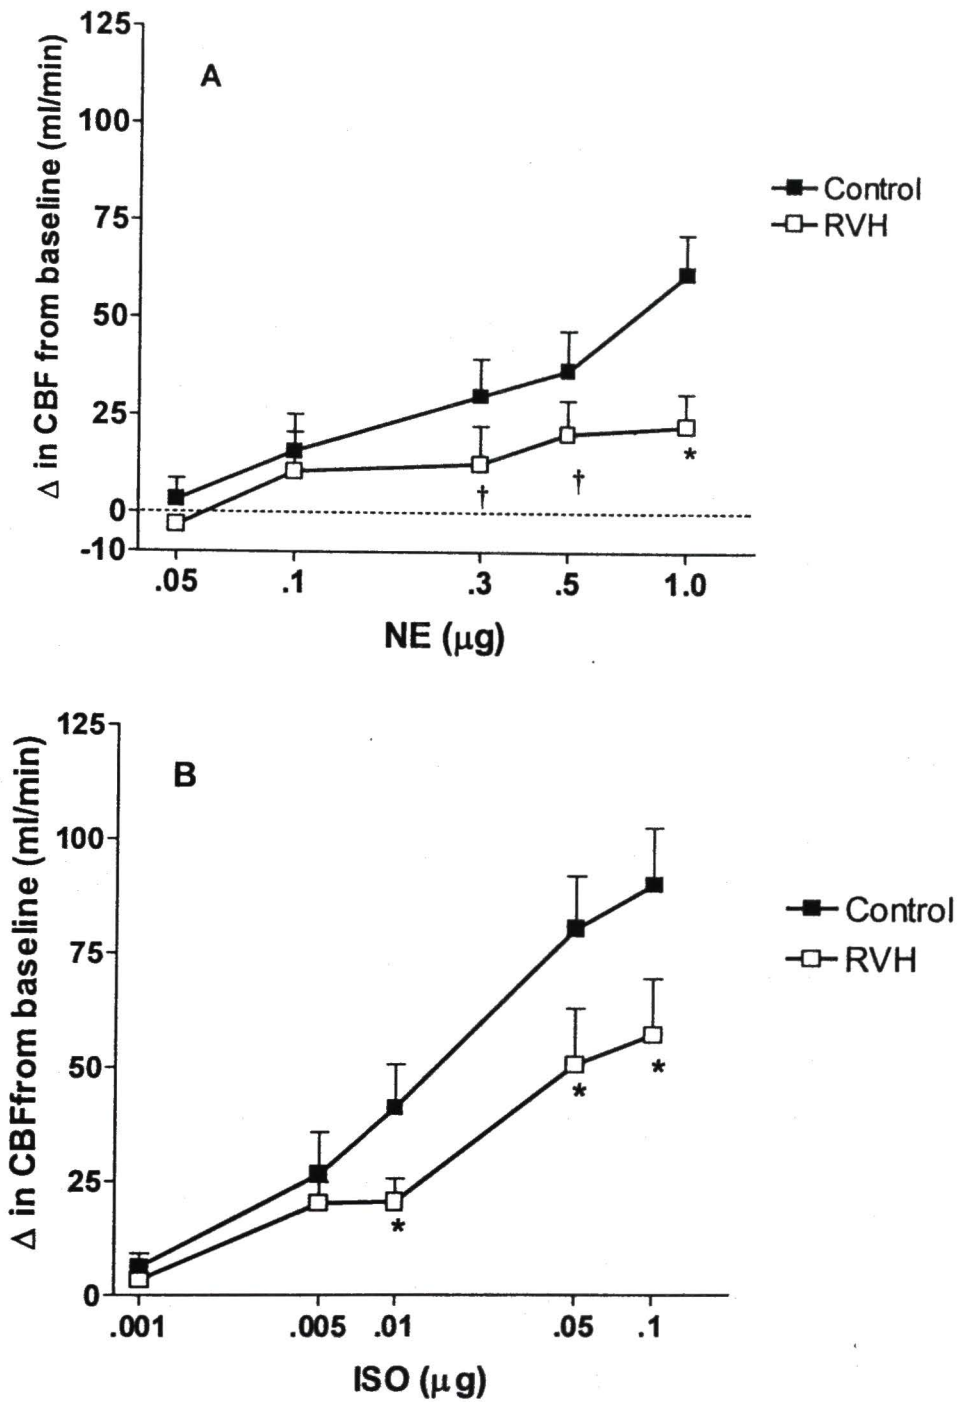 125
A
100
75
50
25
0
-10
Δ in CBF from baseline (ml/min)
Control
RVH
†
†
*
.05 .1 .3 .5 1.0
NE (μg)
125
B
100
75
50
25
0
Δ in CBFfrom baseline (ml/min)
Control
RVH
*
*
*
.001 .005 .01 .05 .1
ISO (μg)